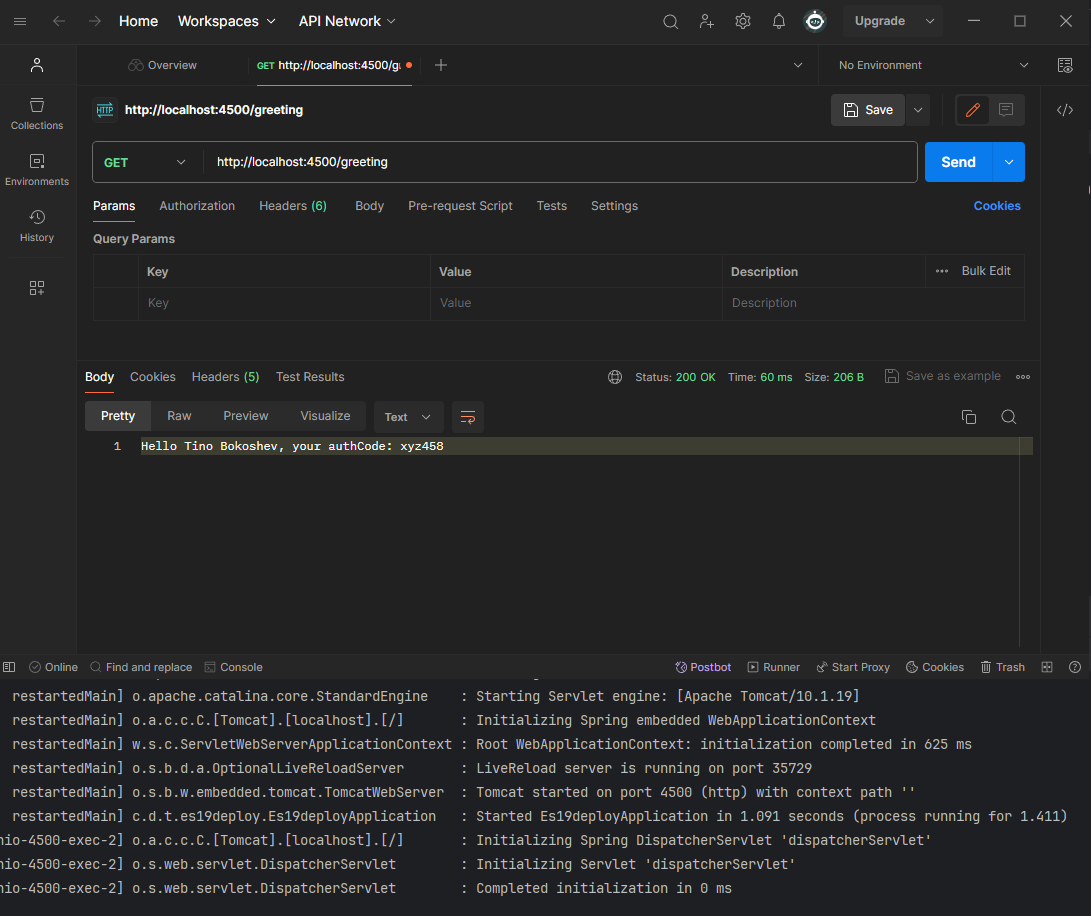 Home Workspaces API Network Upgrade
Overview GET http://localhost:4500/g No Environment
HTTP http://localhost:4500/greeting Save
Collections
GET http://localhost:4500/greeting Send
Environments
Params Authorization Headers (6) Body Pre-request Script Tests Settings Cookies
History
Query Params
Key Value Description Bulk Edit
Key Value Description
Body Cookies Headers (5) Test Results Status: 200 OK Time: 60 ms Size: 206 B Save as example
Pretty Raw Preview Visualize Text
1 Hello Tino Bokoshev, your authCode: xyz458
Online Find and replace Console Postbot Runner Start Proxy Cookies Trash
restartedMain] o.apache.catalina.core.StandardEngine : Starting Servlet engine: [Apache Tomcat/10.1.19]
restartedMain] o.a.c.c.C.[Tomcat].[localhost].[/] : Initializing Spring embedded WebApplicationContext
restartedMain] w.s.c.ServletWebServerApplicationContext : Root WebApplicationContext: initialization completed in 625 ms
restartedMain] o.s.b.d.a.OptionalLiveReloadServer : LiveReload server is running on port 35729
restartedMain] o.s.b.w.embedded.tomcat.TomcatWebServer : Tomcat started on port 4500 (http) with context path ''
restartedMain] c.d.t.es19deploy.Es19deployApplication : Started Es19deployApplication in 1.091 seconds (process running for 1.411)
nio-4500-exec-2] o.a.c.c.C.[Tomcat].[localhost].[/] : Initializing Spring DispatcherServlet 'dispatcherServlet'
nio-4500-exec-2] o.s.web.servlet.DispatcherServlet : Initializing Servlet 'dispatcherServlet'
nio-4500-exec-2] o.s.web.servlet.DispatcherServlet : Completed initialization in 0 ms